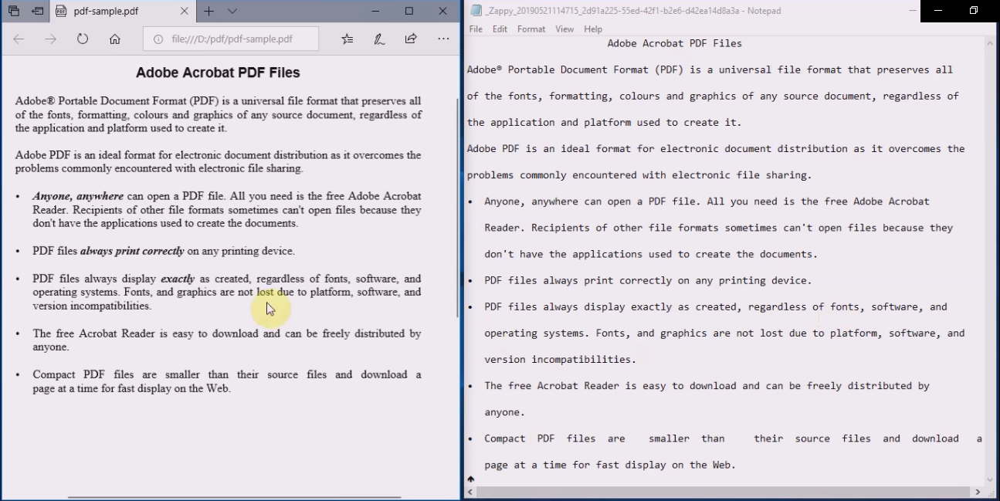 pdf-sample.pdf
file:///D:/pdf/pdf-sample.pdf
Adobe Acrobat PDF Files
Adobe® Portable Document Format (PDF) is a universal file format that preserves all
of the fonts, formatting, colours and graphics of any source document, regardless of
the application and platform used to create it.
Adobe PDF is an ideal format for electronic document distribution as it overcomes the
problems commonly encountered with electronic file sharing.
• Anyone, anywhere can open a PDF file. All you need is the free Adobe Acrobat
Reader. Recipients of other file formats sometimes can't open files because they
don't have the applications used to create the documents.
• PDF files always print correctly on any printing device.
• PDF files always display exactly as created, regardless of fonts, software, and
operating systems. Fonts, and graphics are not lost due to platform, software, and
version incompatibilities.
• The free Acrobat Reader is easy to download and can be freely distributed by
anyone.
• Compact PDF files are smaller than their source files and download a
page at a time for fast display on the Web.
_Zappy_20190521114715_2d91a225-55ed-42f1-b2e6-d42ea14d8a3a - Notepad
File Edit Format View Help
Adobe Acrobat PDF Files
Adobe® Portable Document Format (PDF) is a universal file format that preserves all
of the fonts, formatting, colours and graphics of any source document, regardless of
the application and platform used to create it.
Adobe PDF is an ideal format for electronic document distribution as it overcomes the
problems commonly encountered with electronic file sharing.
• Anyone, anywhere can open a PDF file. All you need is the free Adobe Acrobat
Reader. Recipients of other file formats sometimes can't open files because they
don't have the applications used to create the documents.
• PDF files always print correctly on any printing device.
• PDF files always display exactly as created, regardless of fonts, software, and
operating systems. Fonts, and graphics are not lost due to platform, software, and
version incompatibilities.
• The free Acrobat Reader is easy to download and can be freely distributed by
anyone.
• Compact PDF files are smaller than their source files and download a
page at a time for fast display on the Web.